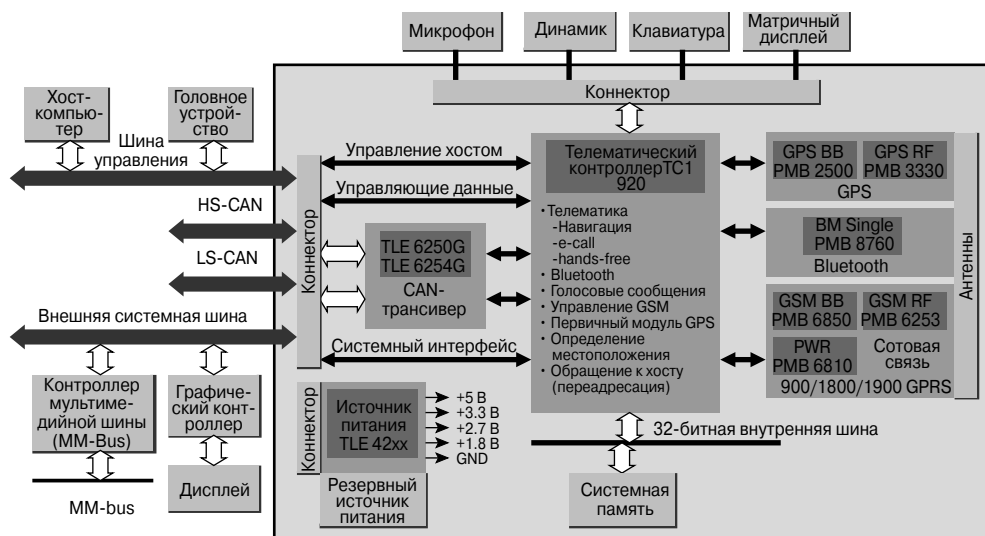 Микрофон
Динамик
Клавиатура
Матричный
дисплей
Коннектор
Хост-
компью-
тер
Головное
устрой-
ство
Шина
управления
HS-CAN
LS-CAN
Внешняя системная шина
Контроллер
мультиме-
дийной шины
(MM-Bus)
Графиче-
ский конт-
роллер
MM-bus
Дисплей
Коннектор
Управление хостом
Управляющие данные
TLE 6250G
TLE 6254G
CAN-
трансивер
Системный интерфейс
Коннектор
Источник
питания
TLE 42xx
+5 В
+3.3 В
+2.7 В
+1.8 В
GND
Резервный
источник
питания
Телематический
контроллерTC1
920
· Телематика
-Навигация
-e-call
-hands-free
· Bluetooth
· Голосовые сообщения
· Управление GSM
· Первичный модуль GPS
· Определение
местоположения
· Обращение к хосту
(переадресация)
32-битная внутренняя шина
Системная
память
GPS BB
PMB 2500
GPS RF
PMB 3330
GPS
BM Single
PMB 8760
Bluetooth
GSM BB
PMB 6850
GSM RF
PMB 6253
PWR
PMB 6810
Сотовая
связь
900/1800/1900 GPRS
Антенны